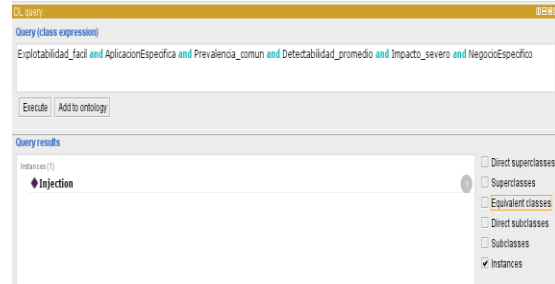 DL query:
Query (class expression)
Explotabilidad_facil and AplicacionEspecifica and Prevalencia_comun and Detectabilidad_promedio and Impacto_severo and NegocioEspecifico
Execute Add to ontology
Query results
Instances (1)
Injection
?
Direct superclasses
Superclasses
Equivalent classes
Direct subclasses
Subclasses
Instances